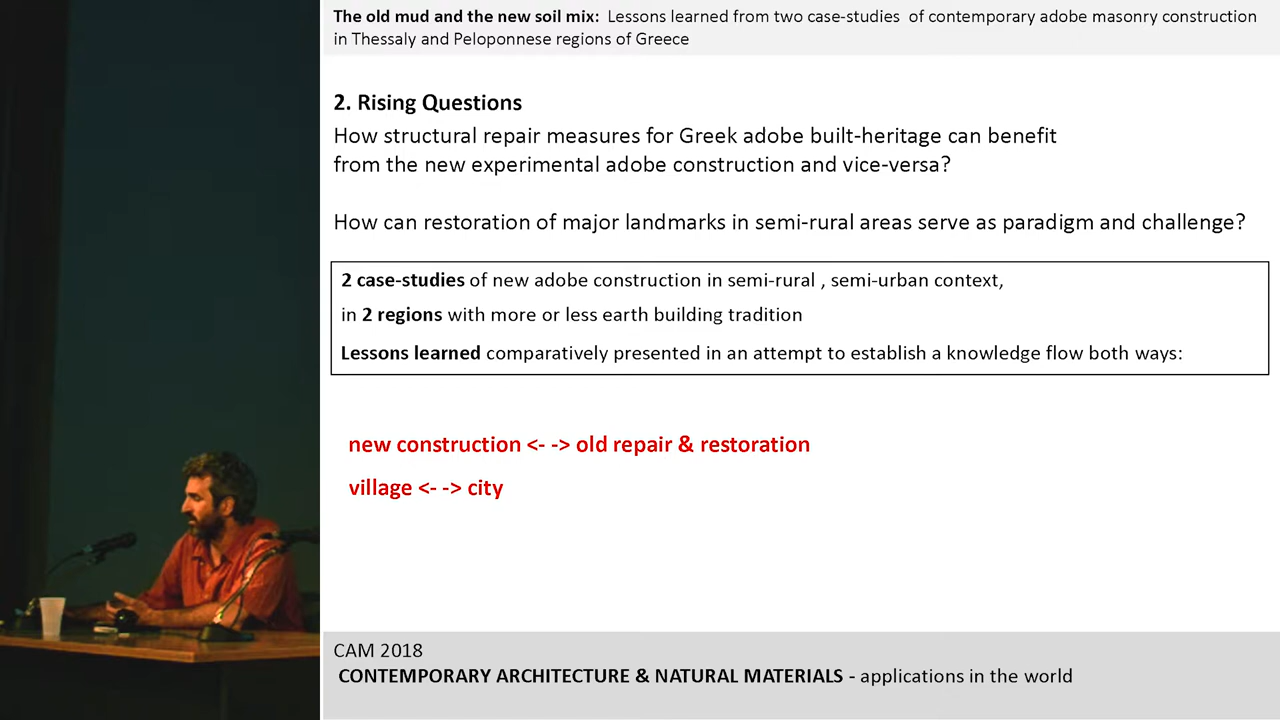 The old mud and the new soil mix: Lessons learned from two case-studies of contemporary adobe masonry construction
in Thessaly and Peloponnese regions of Greece
2. Rising Questions
How structural repair measures for Greek adobe built-heritage can benefit
from the new experimental adobe construction and vice-versa?
How can restoration of major landmarks in semi-rural areas serve as paradigm and challenge?
2 case-studies of new adobe construction in semi-rural , semi-urban context,
in 2 regions with more or less earth building tradition
Lessons learned comparatively presented in an attempt to establish a knowledge flow both ways:
new construction <- -> old repair & restoration
village <- -> city
CAM 2018
CONTEMPORARY ARCHITECTURE & NATURAL MATERIALS - applications in the world